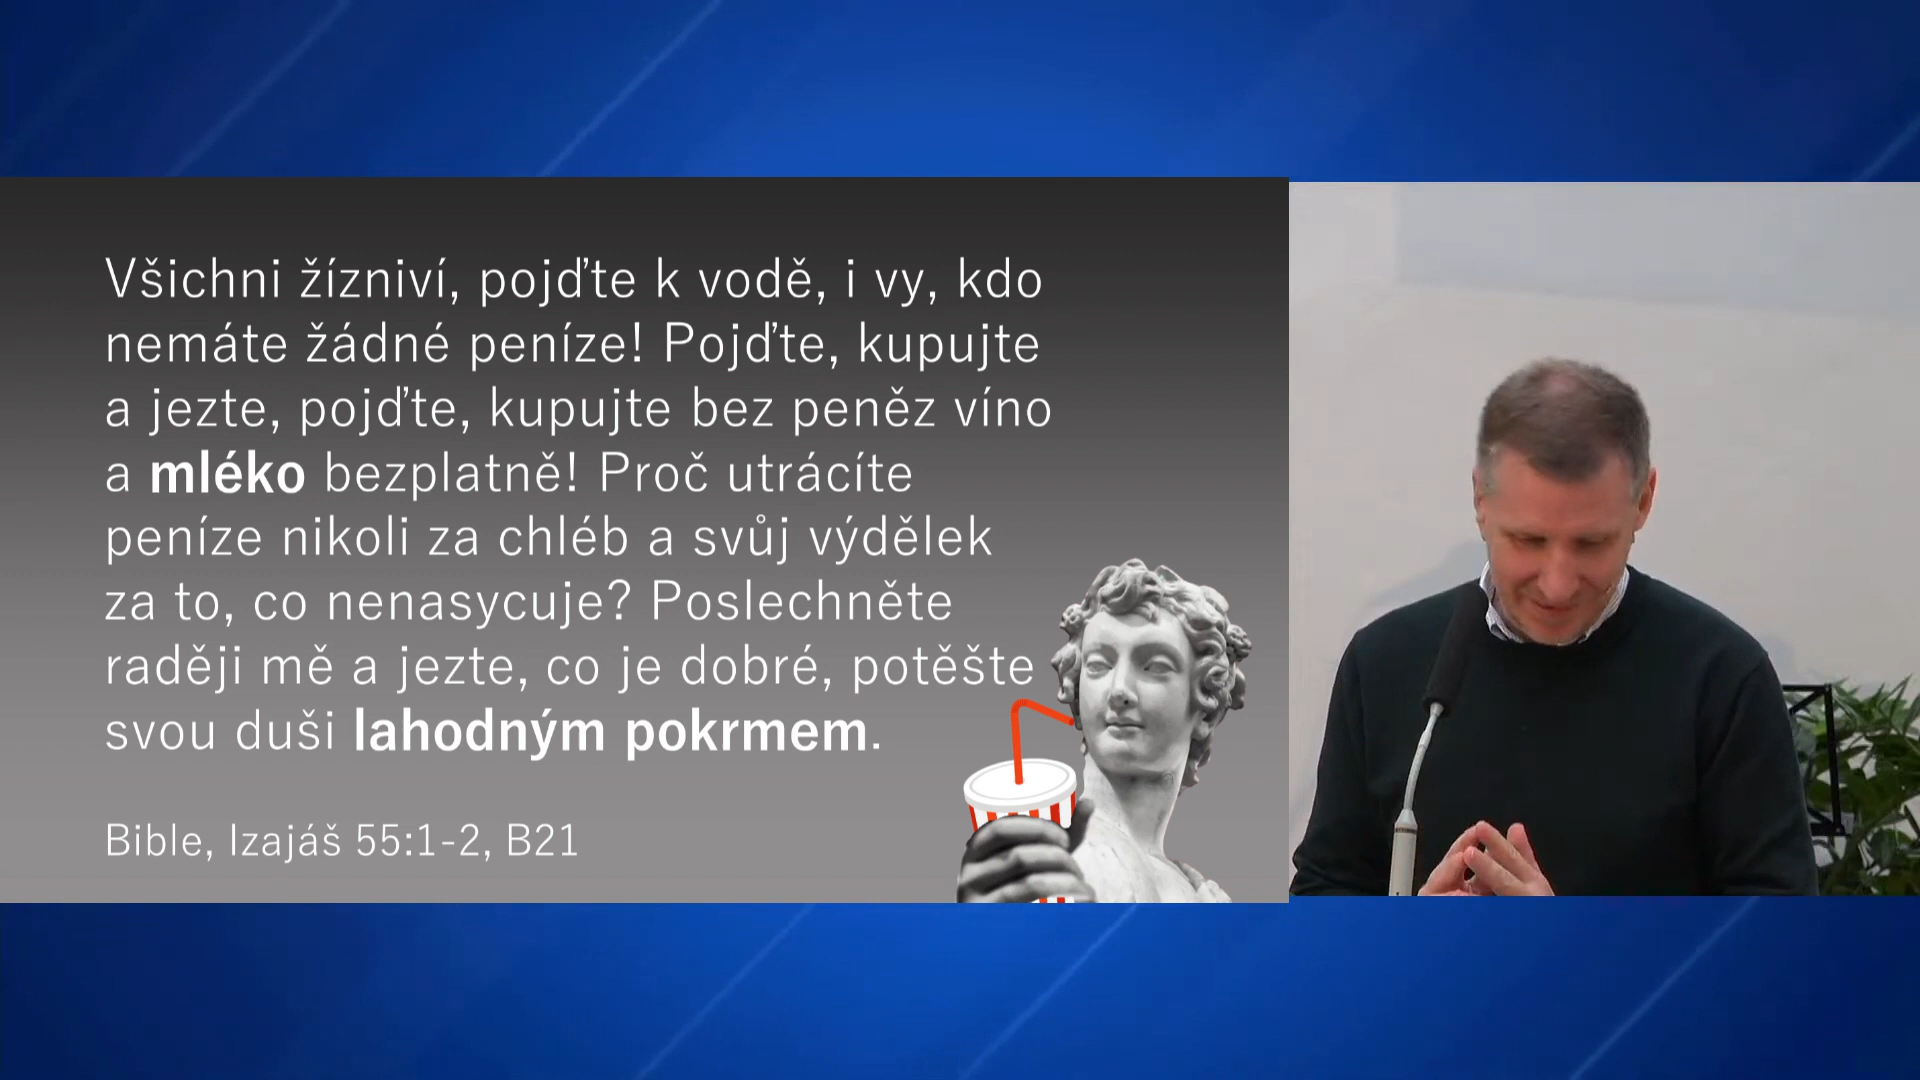 Všichni žízniví, pojďte k vodě, i vy, kdo
nemáte žádné peníze! Pojďte, kupujte
a jezte, pojďte, kupujte bez peněz víno
a mléko bezplatně! Proč utrácíte
peníze nikoli za chléb a svůj výdělek
za to, co nenasycuje? Poslechněte
raději mě a jezte, co je dobré, potěšte
svou duši lahodným pokrmem.
Bible, Izajáš 55:1-2, B21